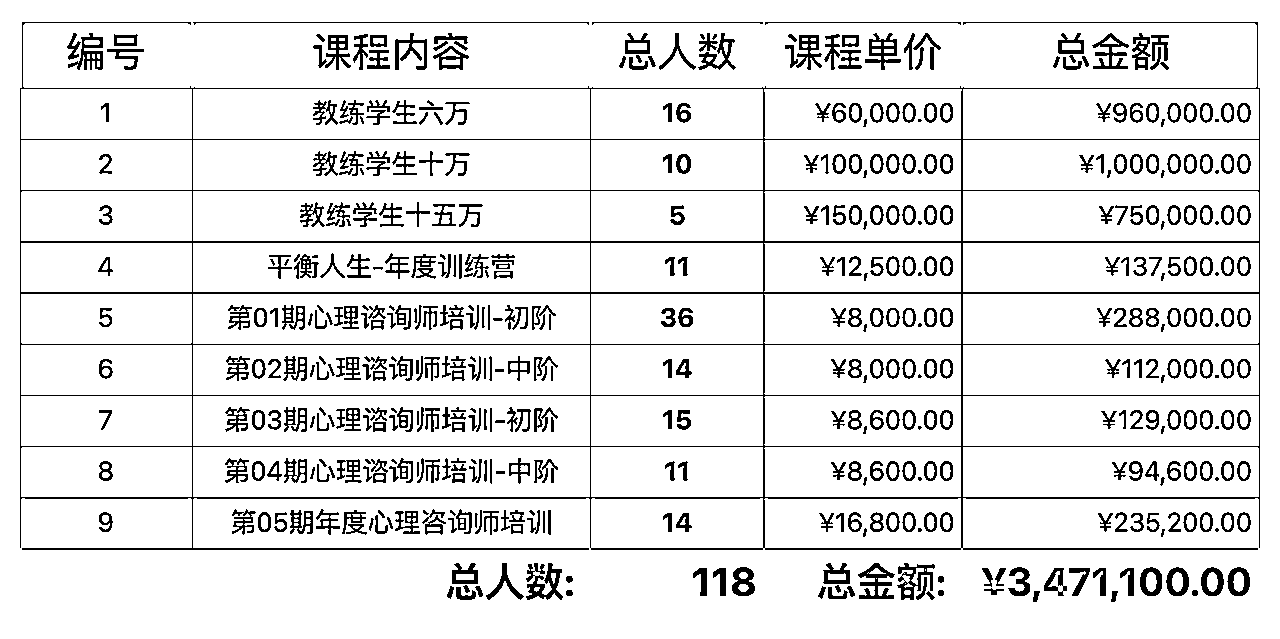 编号 课程内容 总人数 课程单价 总金额
1 教练学生六万 16 ¥60,000.00 ¥960,000.00
2 教练学生十万 10 ¥100,000.00 ¥1,000,000.00
3 教练学生十五万 5 ¥150,000.00 ¥750,000.00
4 平衡人生-年度训练营 11 ¥12,500.00 ¥137,500.00
5 第01期心理谘询师培训-初阶 36 ¥8,000.00 ¥288,000.00
6 第02期心理谘询师培训-中阶 14 ¥8,000.00 ¥112,000.00
7 第03期心理谘询师培训-初阶 15 ¥8,600.00 ¥129,000.00
8 第04期心理谘询师培训-中阶 11 ¥8,600.00 ¥94,600.00
9 第05期年度心理咨询师培训 14 ¥16,800.00 ¥235,200.00
总人数: 118 总金额: ¥3,471,100.00